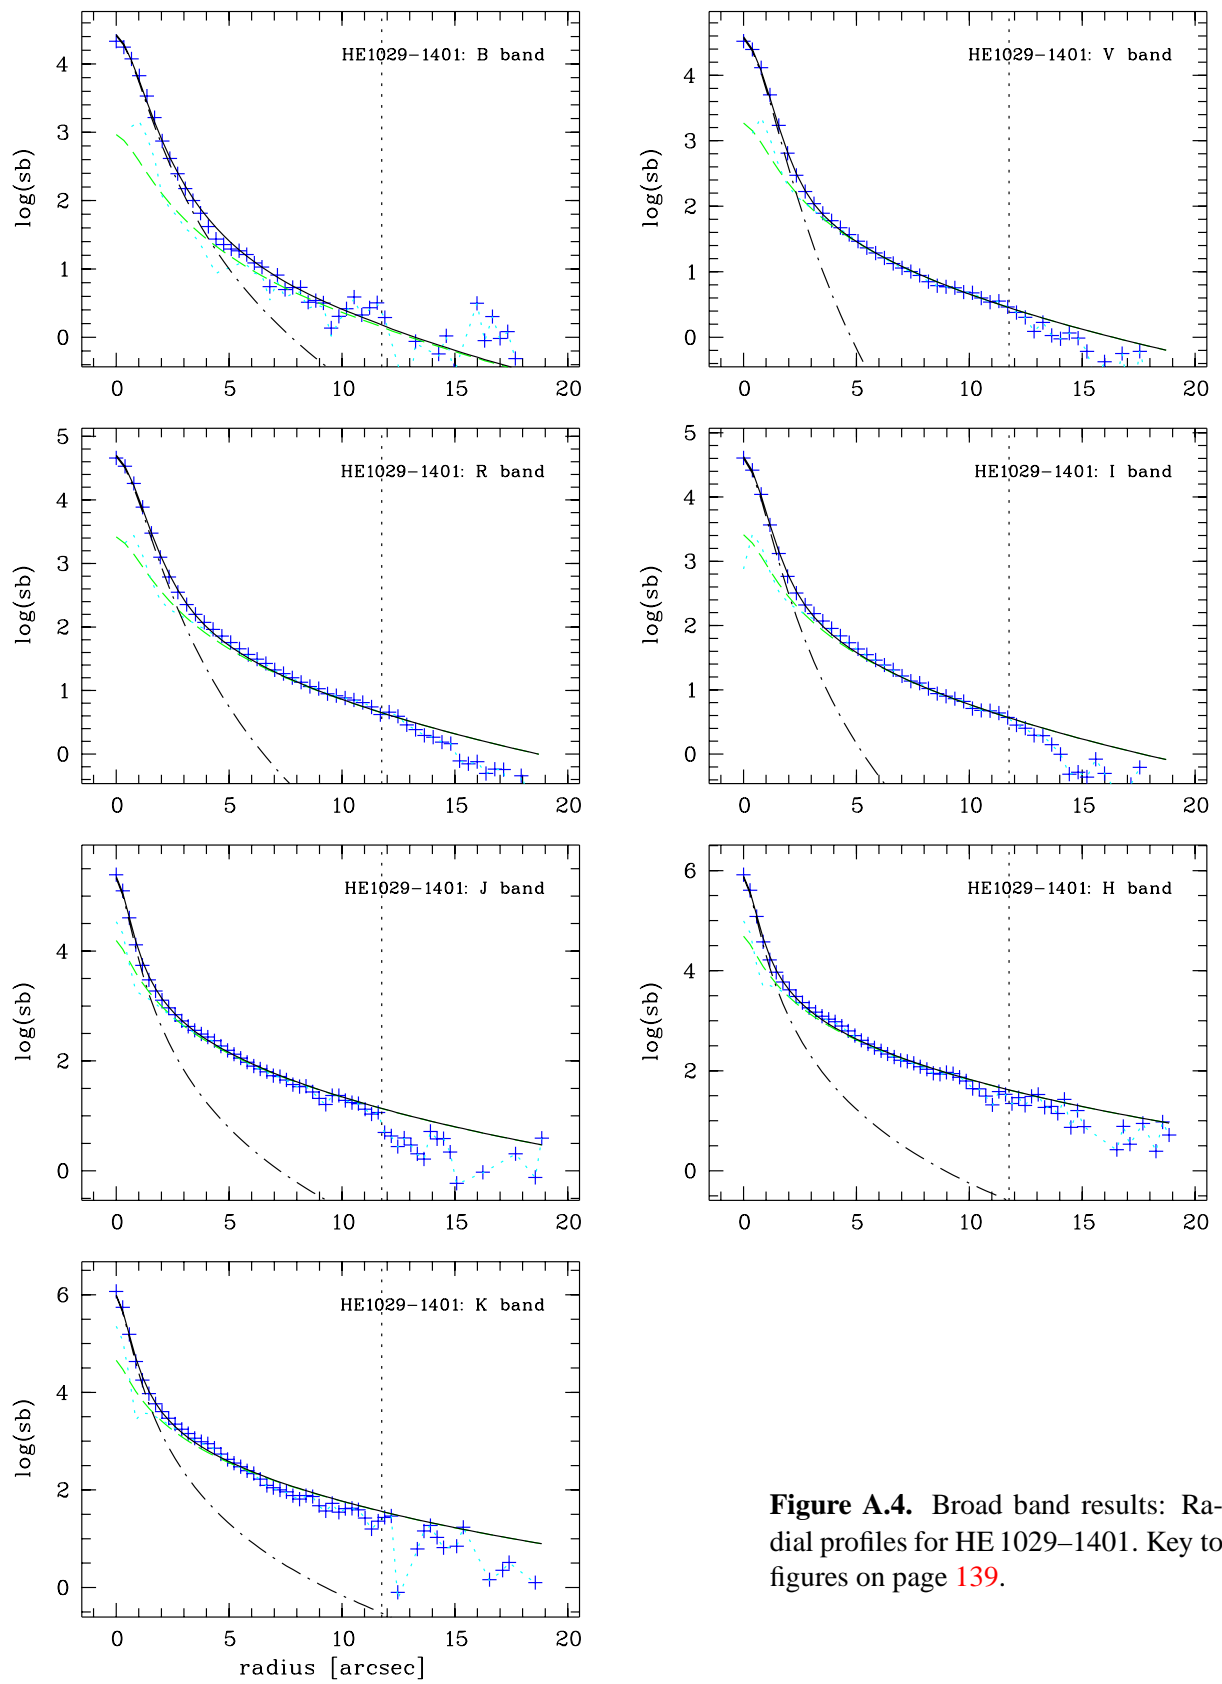 HE1029−1401: B band
log(sb)
4
3
2
1
0
0 5 10 15 20
HE1029−1401: V band
log(sb)
4
2
1
0
0 5 10 15 20
HE1029−1401: R band
log(sb)
5
4
3
2
1
0
0 5 10 15 20
HE1029−1401: I band
log(sb)
5
4
3
2
1
0
0 5 10 15 20
HE1029−1401: J band
log(sb)
4
2
0
0 5 10 15 20
HE1029−1401: H band
log(sb)
6
4
2
0
0 5 10 15 20
HE1029−1401: K band
log(sb)
6
4
2
0
0 5 10 15 20
radius [arcsec]
Figure A.4. Broad band results: Ra-
dial profiles for HE 1029–1401. Key to
figures on page 139.